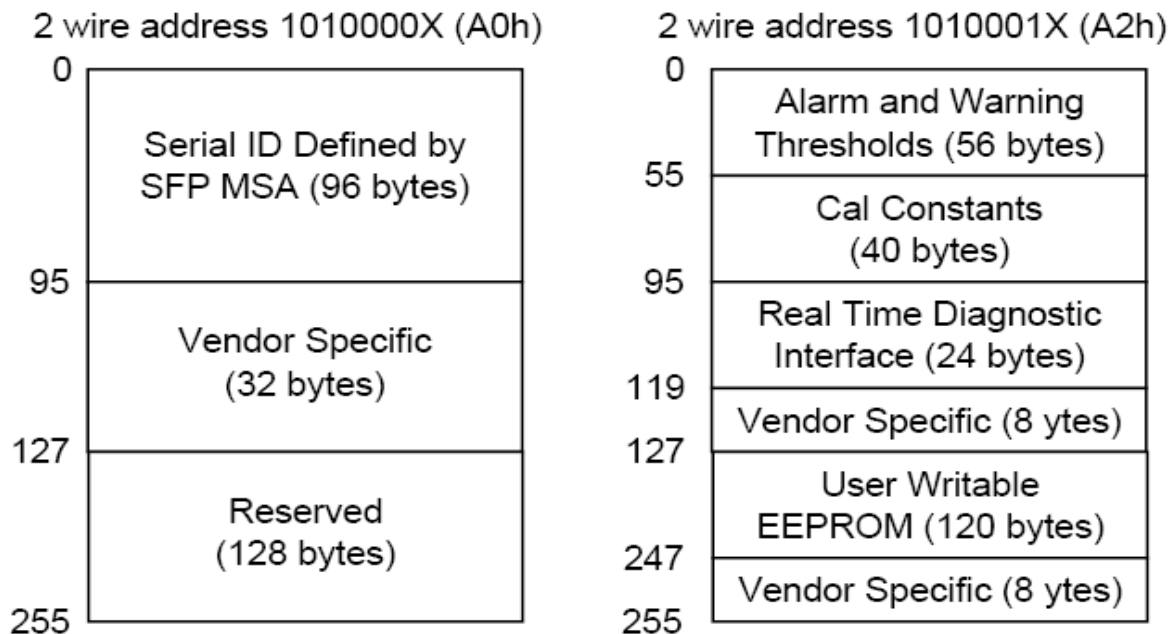 2 wire address 1010000X (A0h)
0
Serial ID Defined by
SFP MSA (96 bytes)
95
Vendor Specific
(32 bytes)
127
Reserved
(128 bytes)
255
2 wire address 1010001X (A2h)
0
Alarm and Warning
Thresholds (56 bytes)
55
Cal Constants
(40 bytes)
95
Real Time Diagnostic
Interface (24 bytes)
119
Vendor Specific (8 ytes)
127
User Writable
EEPROM (120 bytes)
247
Vendor Specific (8 ytes)
255